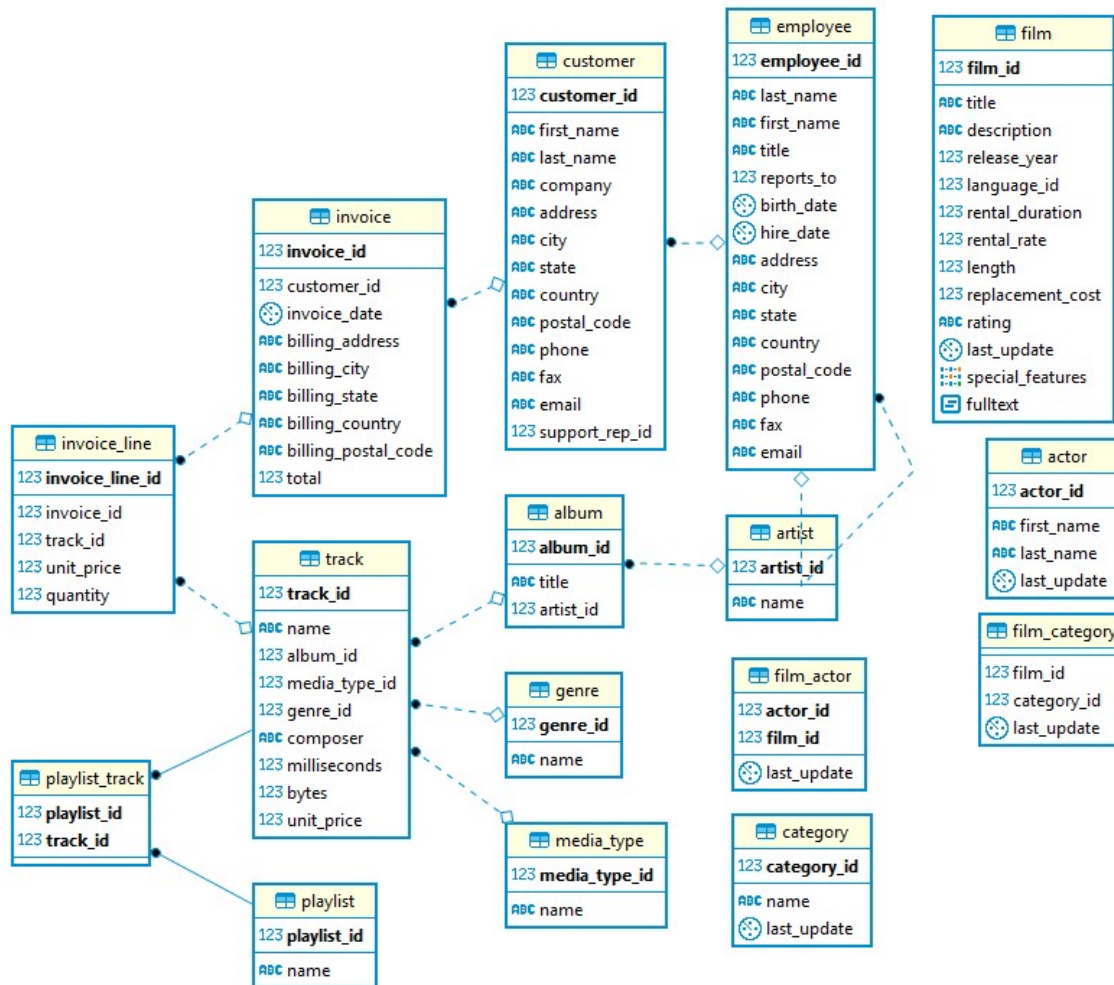 employee
123 employee_id
ABC last_name
ABC first_name
ABC title
123 reports_to
birth_date
hire_date
ABC address
ABC city
ABC state
ABC country
ABC postal_code
ABC phone
ABC fax
ABC email
film
123 film_id
ABC title
ABC description
123 release_year
123 language_id
123 rental_duration
123 rental_rate
123 length
123 replacement_cost
ABC rating
last_update
special_features
fulltext
customer
123 customer_id
ABC first_name
ABC last_name
ABC company
ABC address
ABC city
ABC state
ABC country
ABC postal_code
ABC phone
ABC fax
ABC email
123 support_rep_id
invoice
123 invoice_id
123 customer_id
invoice_date
ABC billing_address
ABC billing_city
ABC billing_state
ABC billing_country
ABC billing_postal_code
123 total
invoice_line
123 invoice_line_id
123 invoice_id
123 track_id
123 unit_price
123 quantity
actor
123 actor_id
ABC first_name
ABC last_name
last_update
album
123 album_id
ABC title
123 artist_id
artist
123 artist_id
ABC name
track
123 track_id
ABC name
123 album_id
123 media_type_id
123 genre_id
ABC composer
123 milliseconds
123 bytes
123 unit_price
film_category
123 film_id
123 category_id
last_update
film_actor
123 actor_id
123 film_id
last_update
genre
123 genre_id
ABC name
playlist_track
123 playlist_id
123 track_id
media_type
123 media_type_id
ABC name
category
123 category_id
ABC name
last_update
playlist
123 playlist_id
ABC name